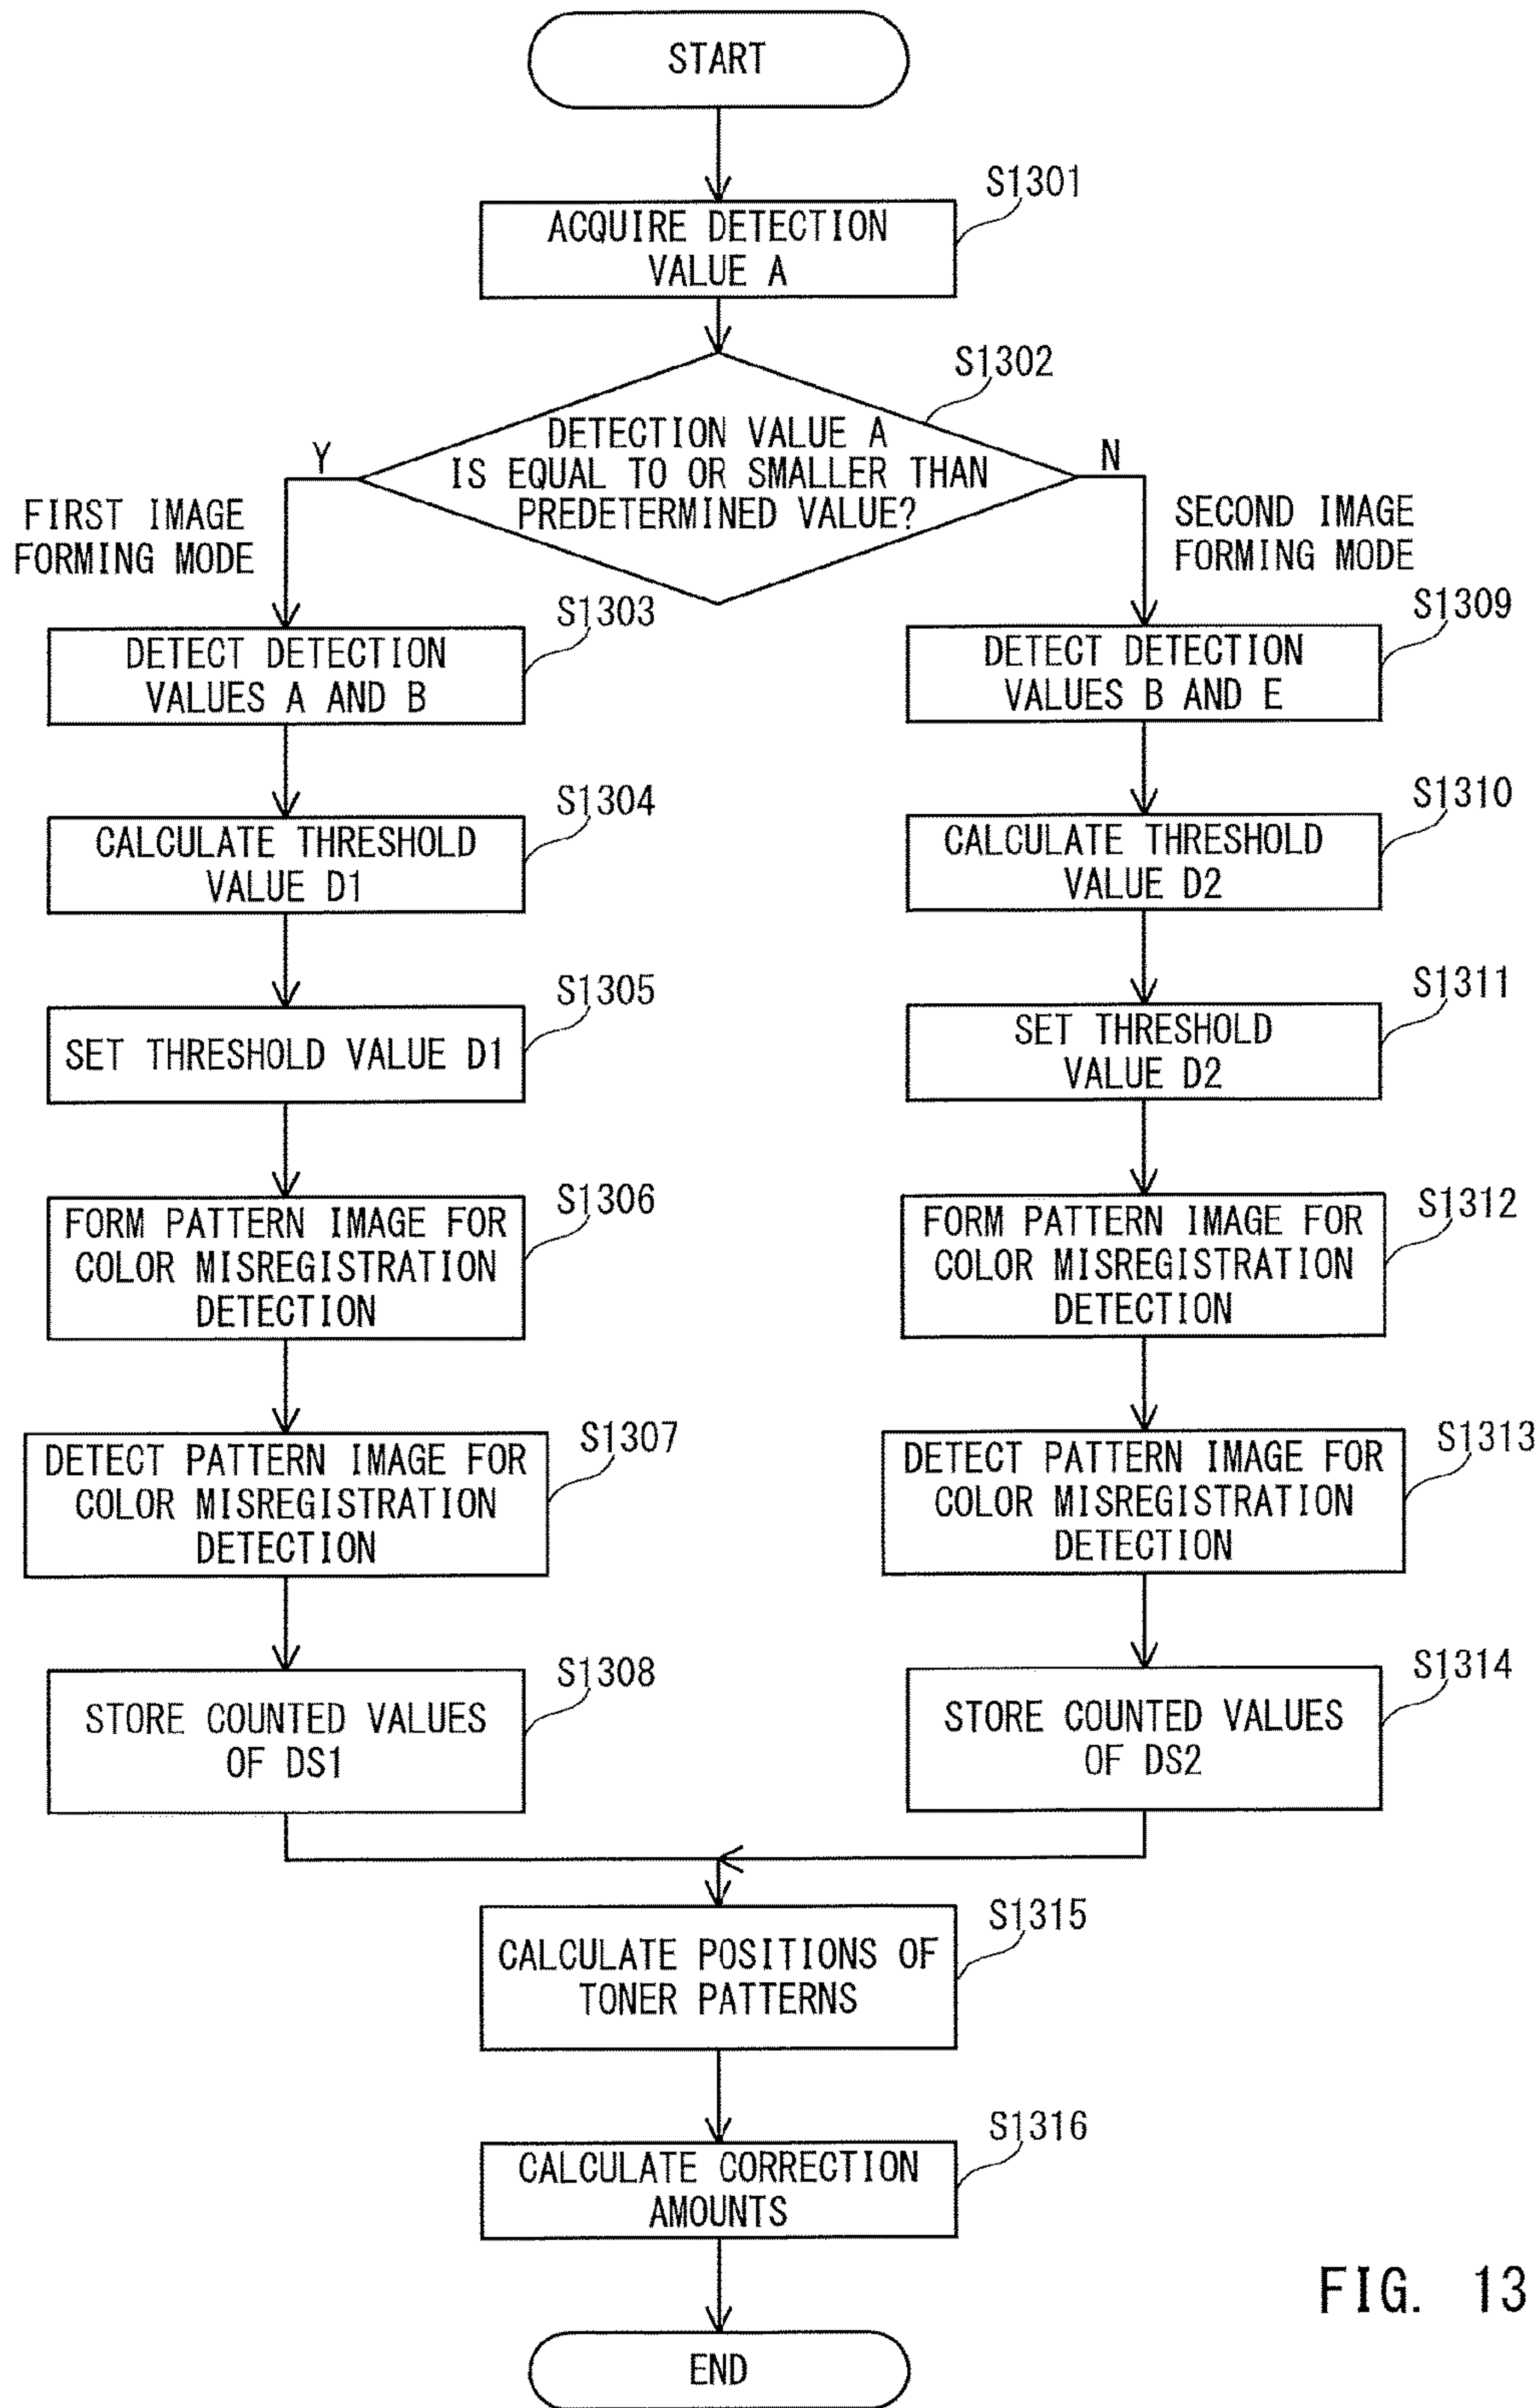 START
S1301
ACQUIRE DETECTION
VALUE A
S1302
DETECTION VALUE A
IS EQUAL TO OR SMALLER THAN
PREDETERMINED VALUE?
Y
N
FIRST IMAGE
FORMING MODE
SECOND IMAGE
FORMING MODE
S1303
DETECT DETECTION
VALUES A AND B
S1304
CALCULATE THRESHOLD
VALUE D1
S1305
SET THRESHOLD VALUE D1
S1306
FORM PATTERN IMAGE FOR
COLOR MISREGISTRATION
DETECTION
S1307
DETECT PATTERN IMAGE FOR
COLOR MISREGISTRATION
DETECTION
S1308
STORE COUNTED VALUES
OF DS1
S1309
DETECT DETECTION
VALUES B AND E
S1310
CALCULATE THRESHOLD
VALUE D2
S1311
SET THRESHOLD
VALUE D2
S1312
FORM PATTERN IMAGE FOR
COLOR MISREGISTRATION
DETECTION
S1313
DETECT PATTERN IMAGE FOR
COLOR MISREGISTRATION
DETECTION
S1314
STORE COUNTED VALUES
OF DS2
S1315
CALCULATE POSITIONS OF
TONER PATTERNS
S1316
CALCULATE CORRECTION
AMOUNTS
END
FIG. 13